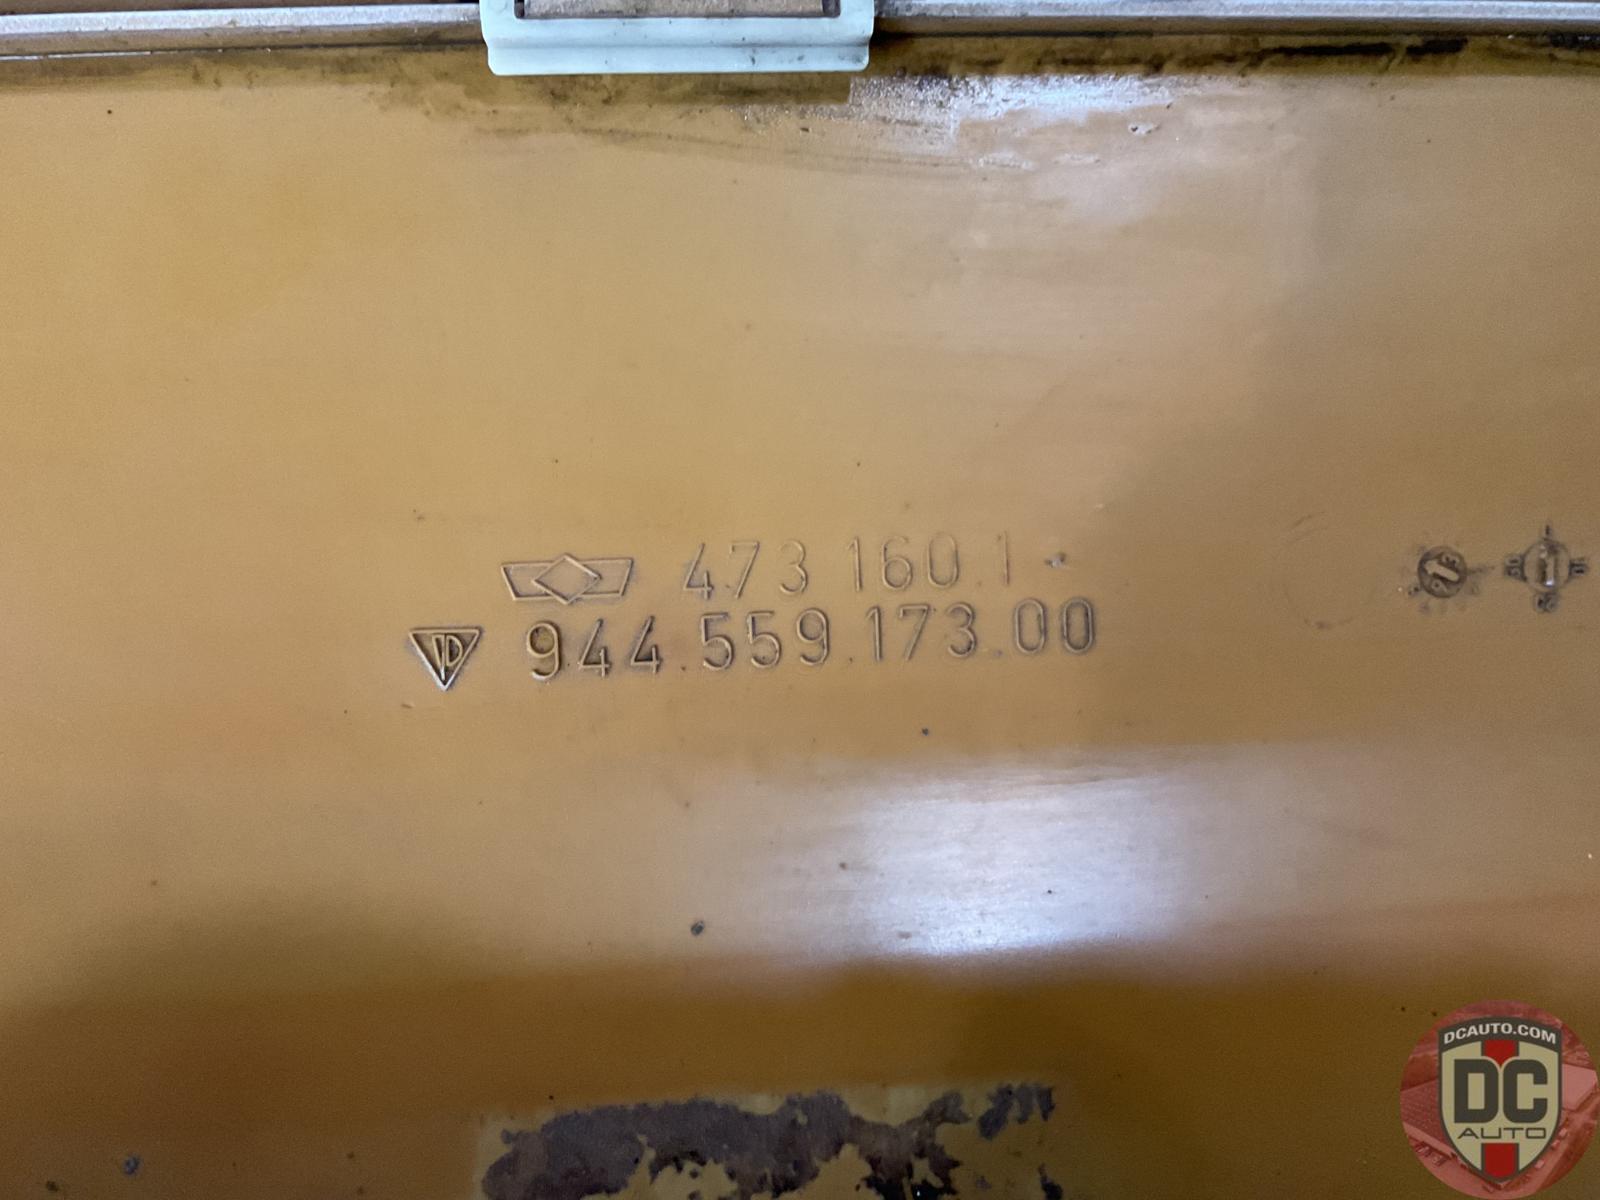 473 160.1
944.559.173.00
DCAUTO.COM
DC
AUTO